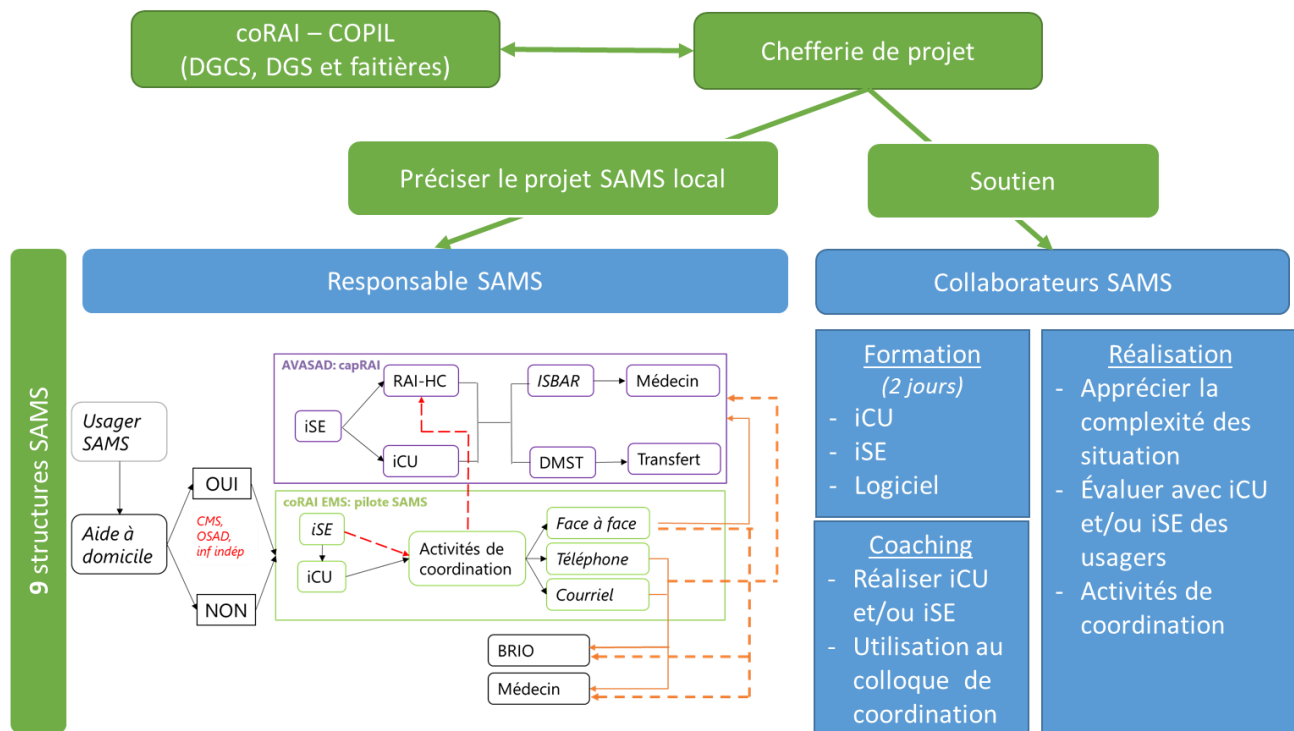 coRAI – COPIL
(DGCS, DGS et faitières)
Chefferie de projet
Préciser le projet SAMS local
Soutien
9 structures SAMS
Responsable SAMS
Collaborateurs SAMS
Usager
SAMS
Aide à
domicile
OUI
CMS,
OSAD,
inf indép
NON
AVASAD: capRAI
iSE
RAI-HC
iCU
ISBAR
Médecin
DMST
Transfert
coRAI EMS: pilote SAMS
iSE
iCU
Activités de
coordination
Face à face
Téléphone
Courriel
BRIO
Médecin
Formation
(2 jours)
- iCU
- iSE
- Logiciel
Coaching
- Réaliser iCU
et/ou iSE
- Utilisation au
colloque de
coordination
Réalisation
- Apprécier la
complexité des
situation
- Évaluer avec iCU
et/ou iSE des
usagers
- Activités de
coordination